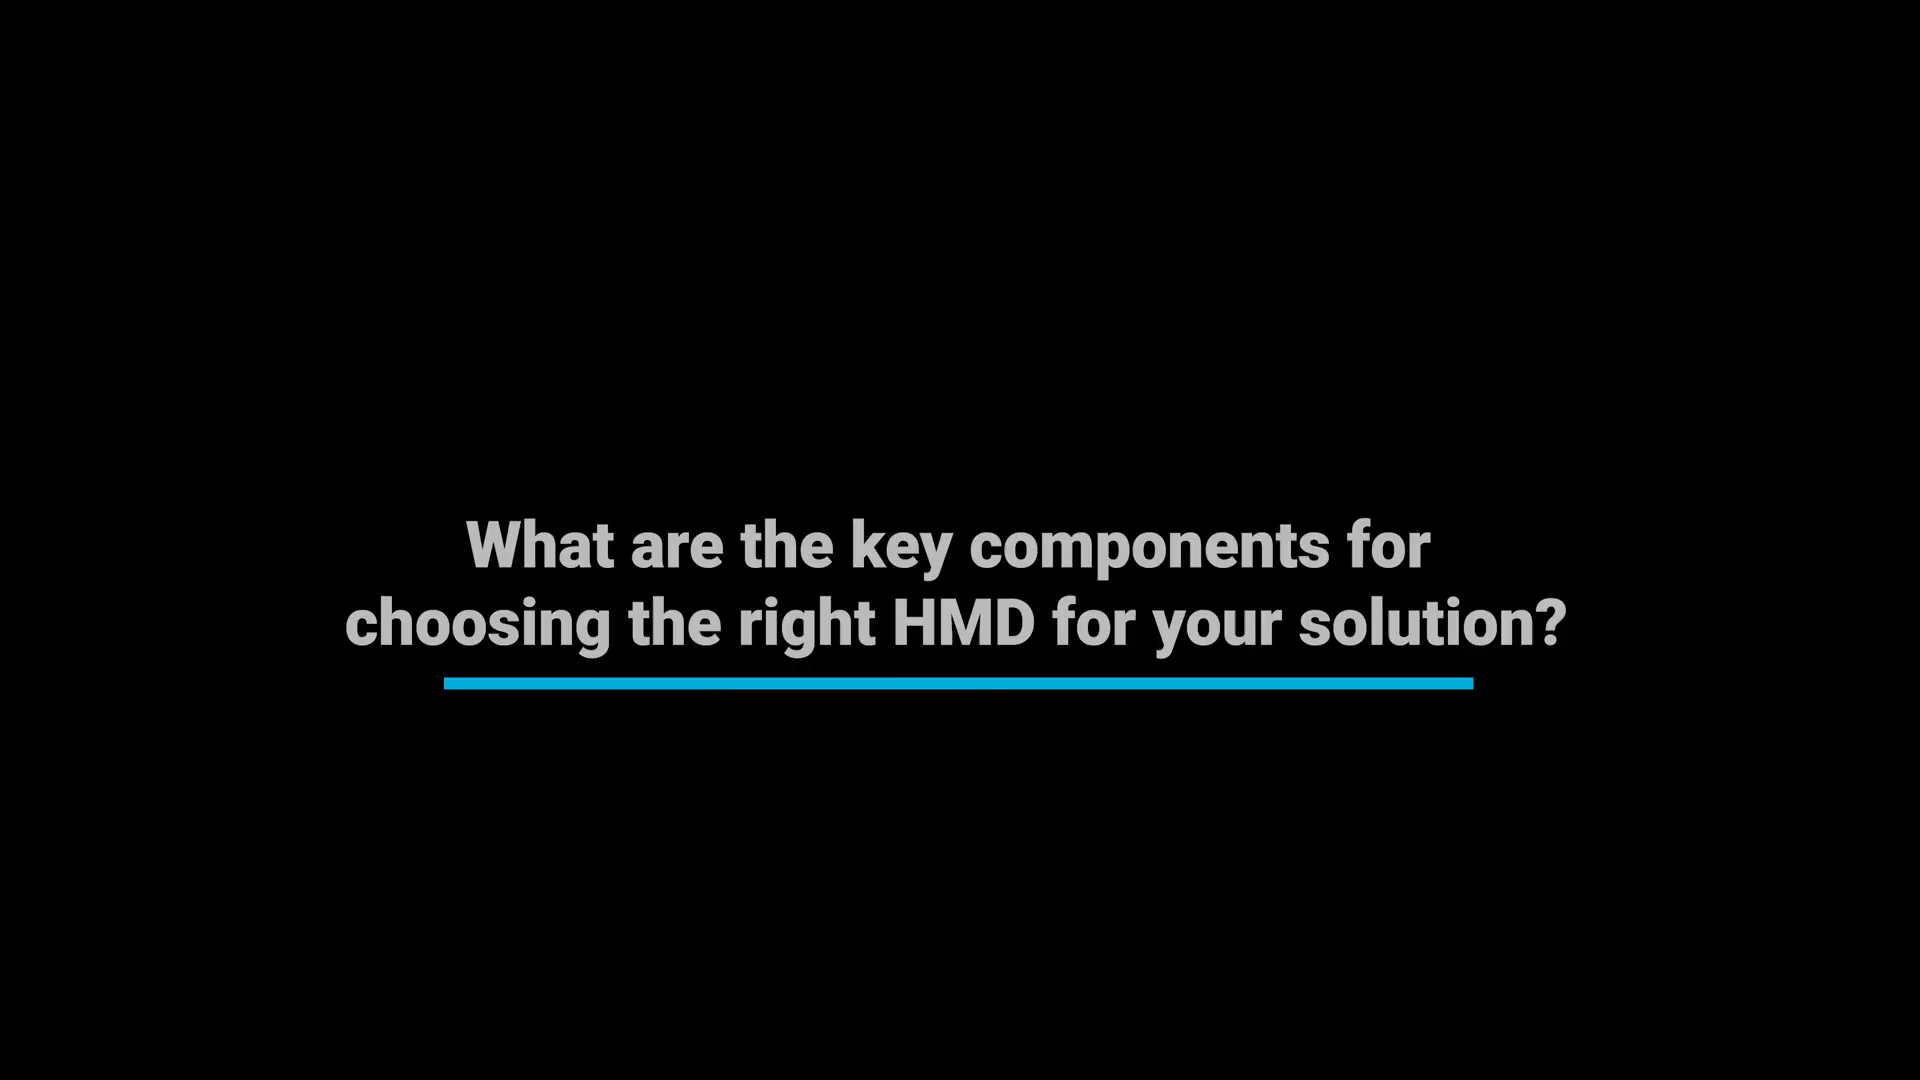 What are the key components for
choosing the right HMD for your solution?